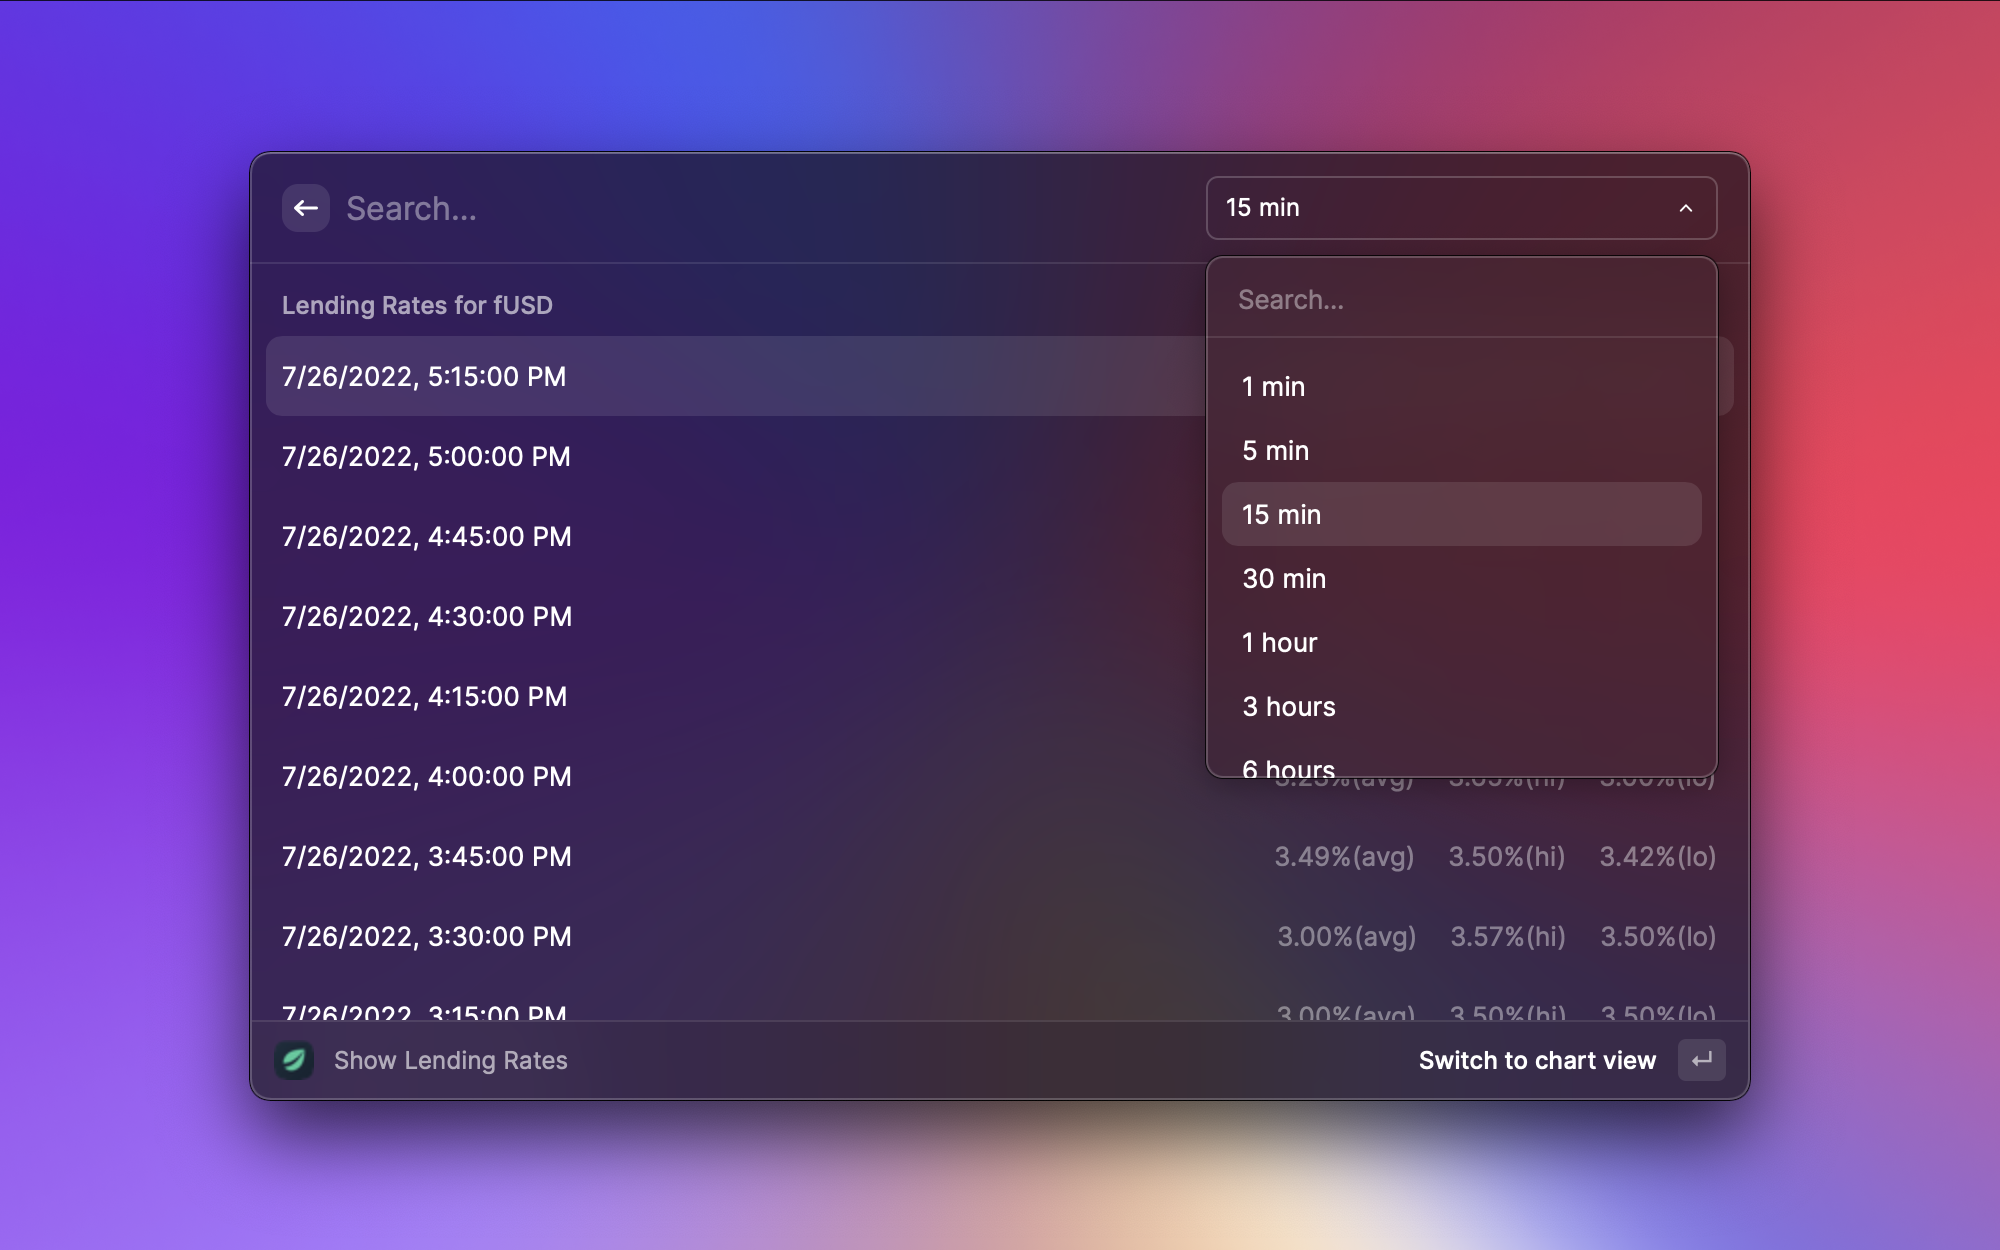 Search...
15 min
Lending Rates for fUSD
Search...
7/26/2022, 5:15:00 PM
1 min
7/26/2022, 5:00:00 PM
5 min
7/26/2022, 4:45:00 PM
15 min
7/26/2022, 4:30:00 PM
30 min
1 hour
7/26/2022, 4:15:00 PM
3 hours
7/26/2022, 4:00:00 PM
6 hours
7/26/2022, 3:45:00 PM 3.49%(avg) 3.50%(hi) 3.42%(lo)
7/26/2022, 3:30:00 PM 3.00%(avg) 3.57%(hi) 3.50%(lo)
7/26/2022, 3:15:00 PM 3.00%(avg) 3.50%(hi) 3.50%(lo)
Show Lending Rates
Switch to chart view